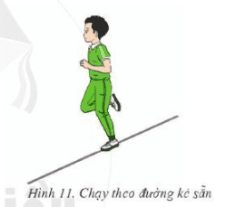 Hình 11. Chạy theo đường kẻ sẵn